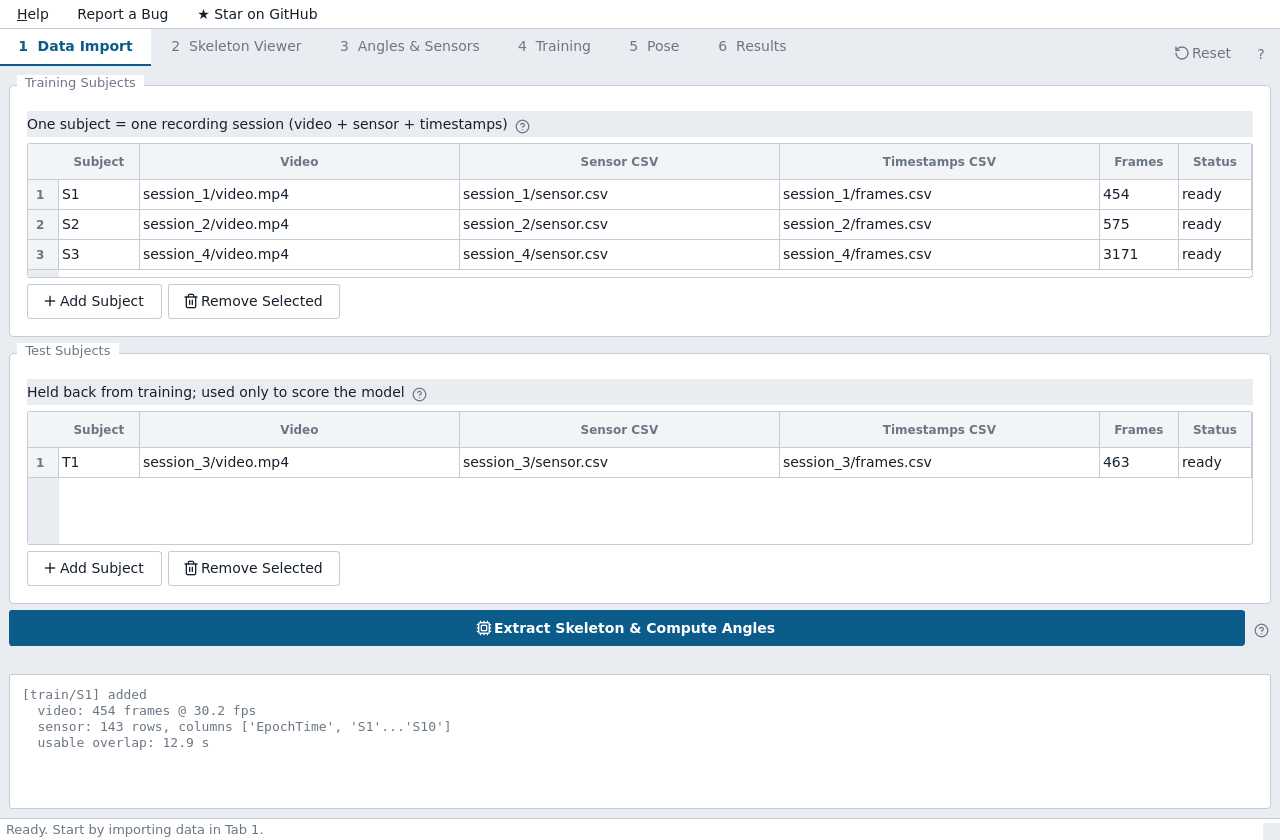 Help Report a Bug ★ Star on GitHub
1 Data Import 2 Skeleton Viewer 3 Angles & Sensors 4 Training 5 Pose 6 Results Reset ?
Training Subjects
One subject = one recording session (video + sensor + timestamps) ?
Subject Video Sensor CSV Timestamps CSV Frames Status
1 S1 session_1/video.mp4 session_1/sensor.csv session_1/frames.csv 454 ready
2 S2 session_2/video.mp4 session_2/sensor.csv session_2/frames.csv 575 ready
3 S3 session_4/video.mp4 session_4/sensor.csv session_4/frames.csv 3171 ready
+ Add Subject Remove Selected
Test Subjects
Held back from training; used only to score the model ?
Subject Video Sensor CSV Timestamps CSV Frames Status
1 T1 session_3/video.mp4 session_3/sensor.csv session_3/frames.csv 463 ready
+ Add Subject Remove Selected
Extract Skeleton & Compute Angles ?
[train/S1] added
video: 454 frames @ 30.2 fps
sensor: 143 rows, columns ['EpochTime', 'S1'...'S10']
usable overlap: 12.9 s
Ready. Start by importing data in Tab 1.